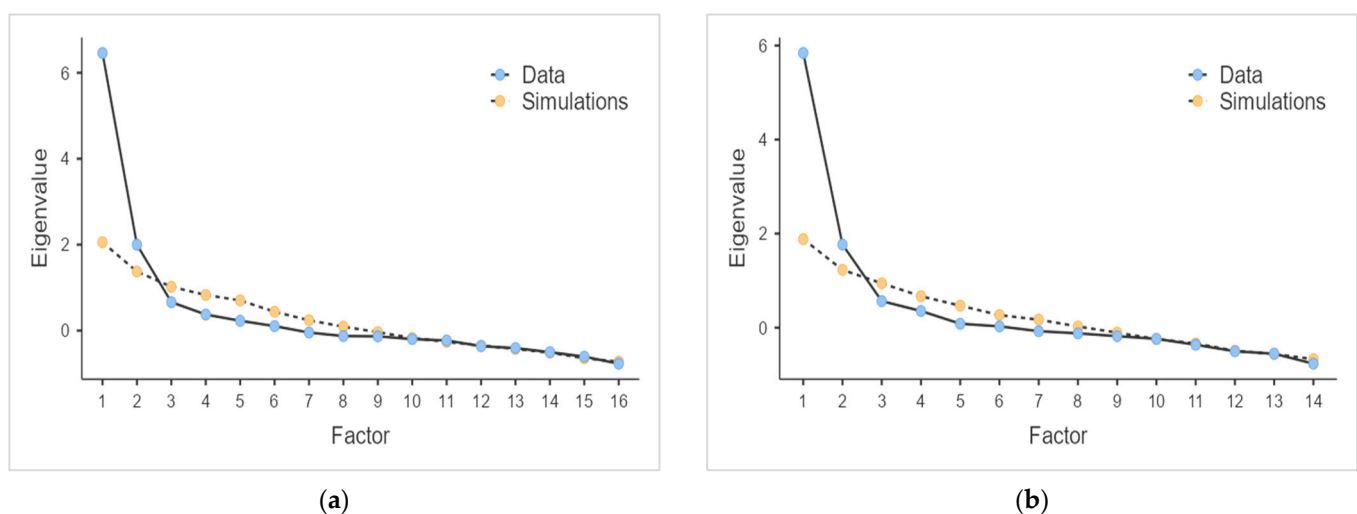 Data
Simulations
Eigenvalue
6
4
2
0
1 2 3 4 5 6 7 8 9 10 11 12 13 14 15 16
Factor
(a)
Data
Simulations
Eigenvalue
6
4
2
0
1 2 3 4 5 6 7 8 9 10 11 12 13 14
Factor
(b)